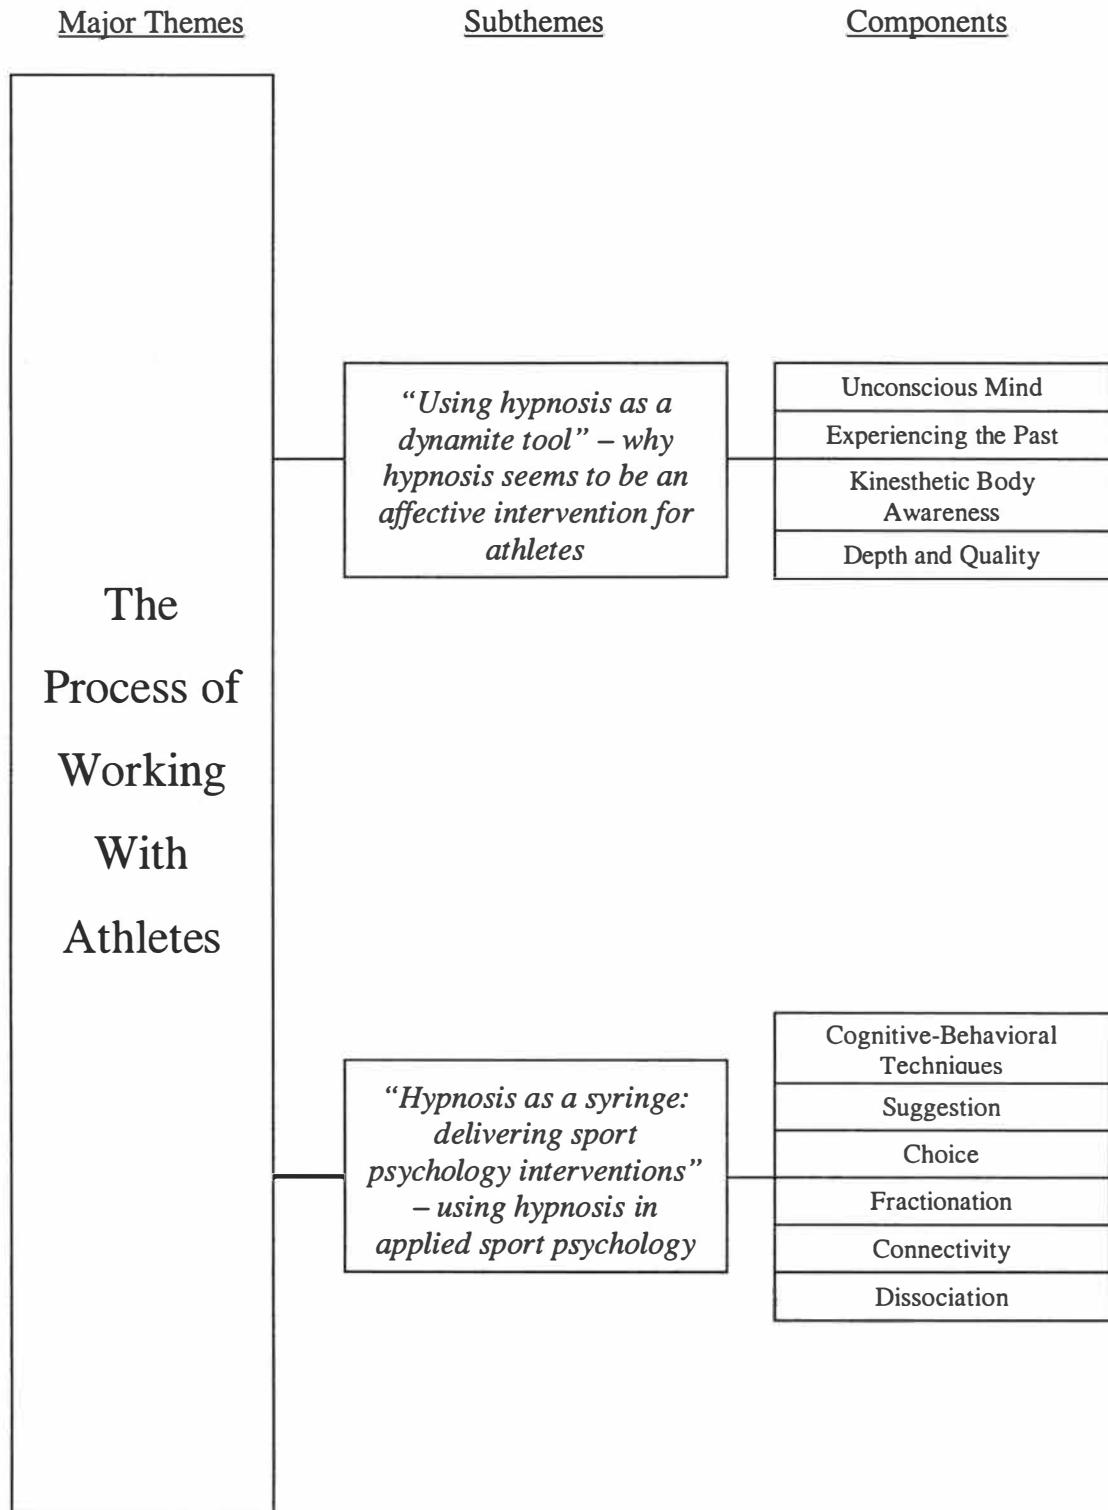 Major Themes
Subthemes
Components
The
Process of
Working
With
Athletes
“Using hypnosis as a
dynamite tool” – why
hypnosis seems to be an
affective intervention for
athletes
Unconscious Mind
Experiencing the Past
Kinesthetic Body
Awareness
Depth and Quality
“Hypnosis as a syringe:
delivering sport
psychology interventions”
– using hypnosis in
applied sport psychology
Cognitive-Behavioral
Techniques
Suggestion
Choice
Fractionation
Connectivity
Dissociation